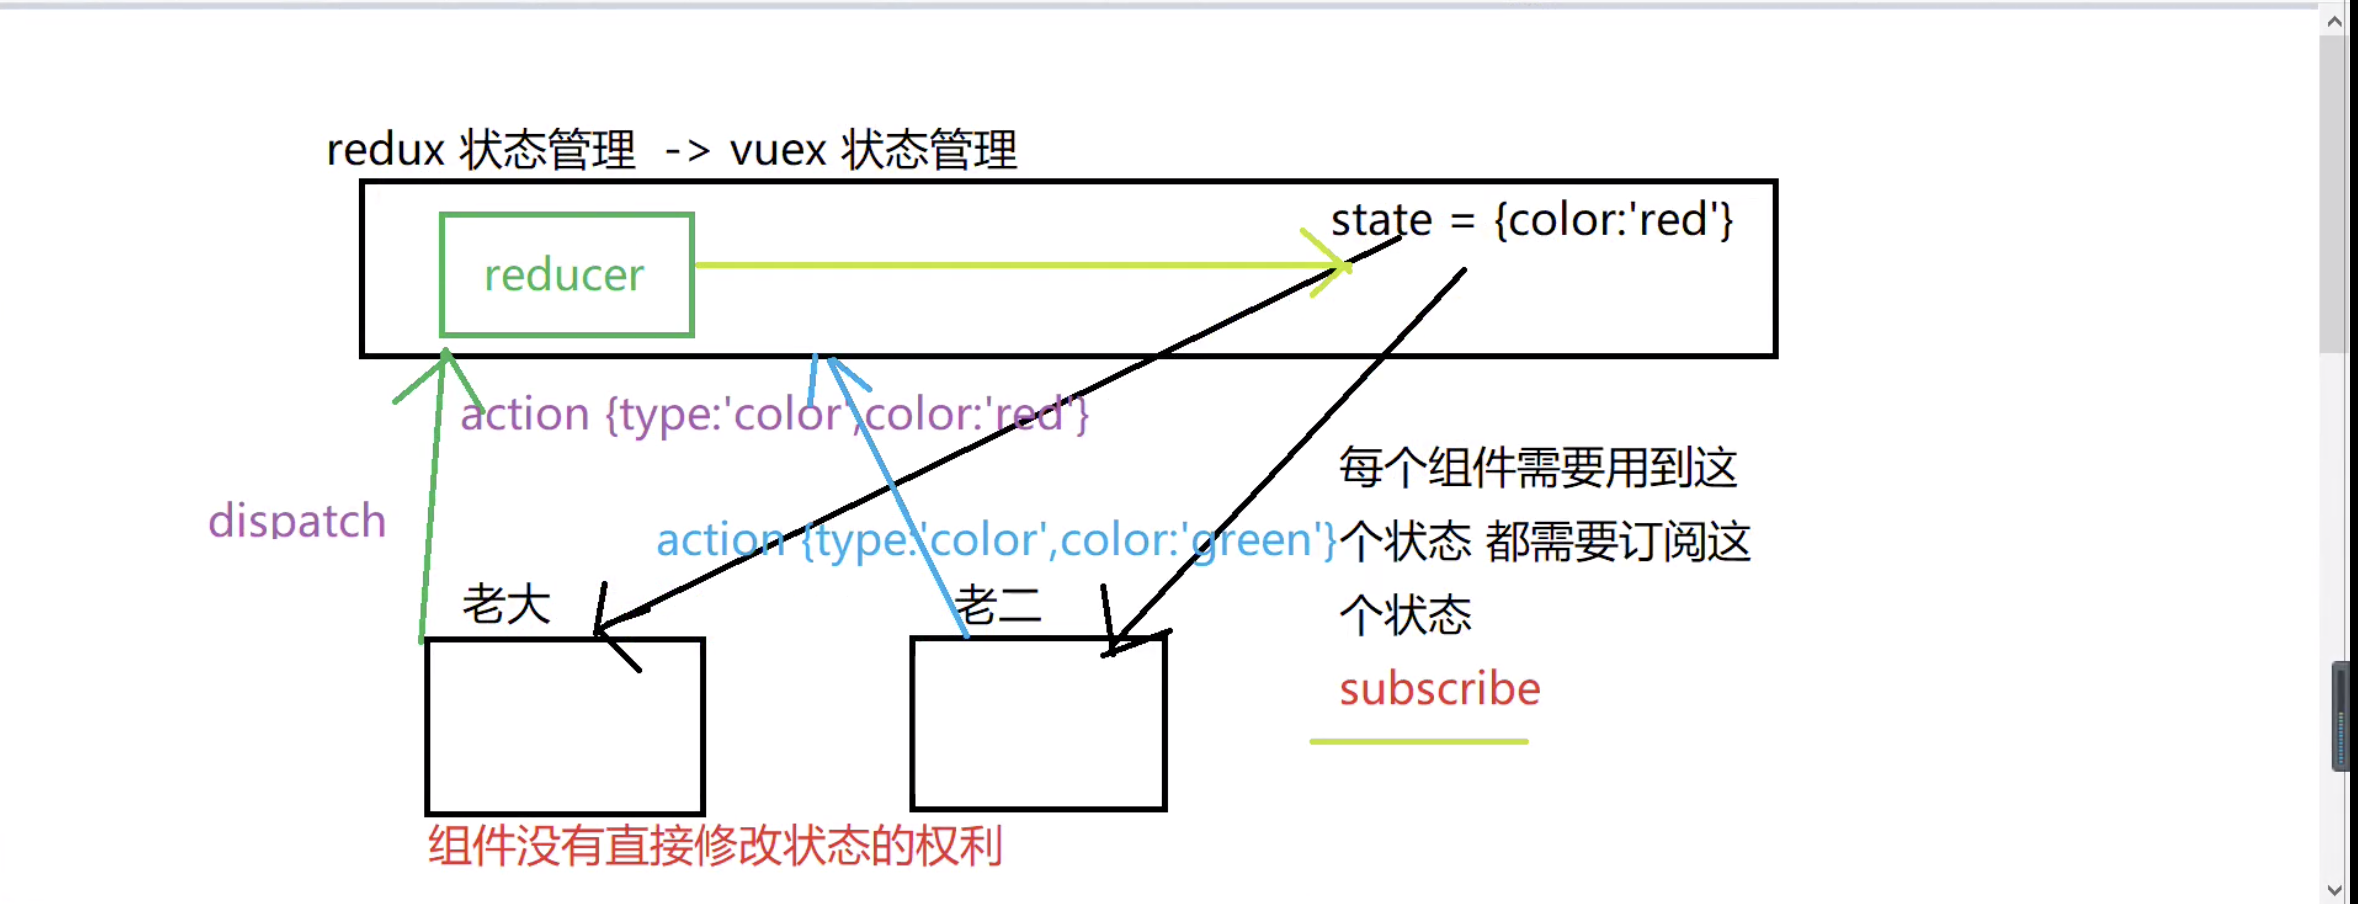 redux 状态管理 -> vuex 状态管理
state = {color:'red'}
reducer
action {type:'color',color:'red'}
每个组件需要用到这
dispatch
action {type:'color',color:'green'}
个状态 都需要订阅这
老大
老二
个状态
subscribe
组件没有直接修改状态的权利